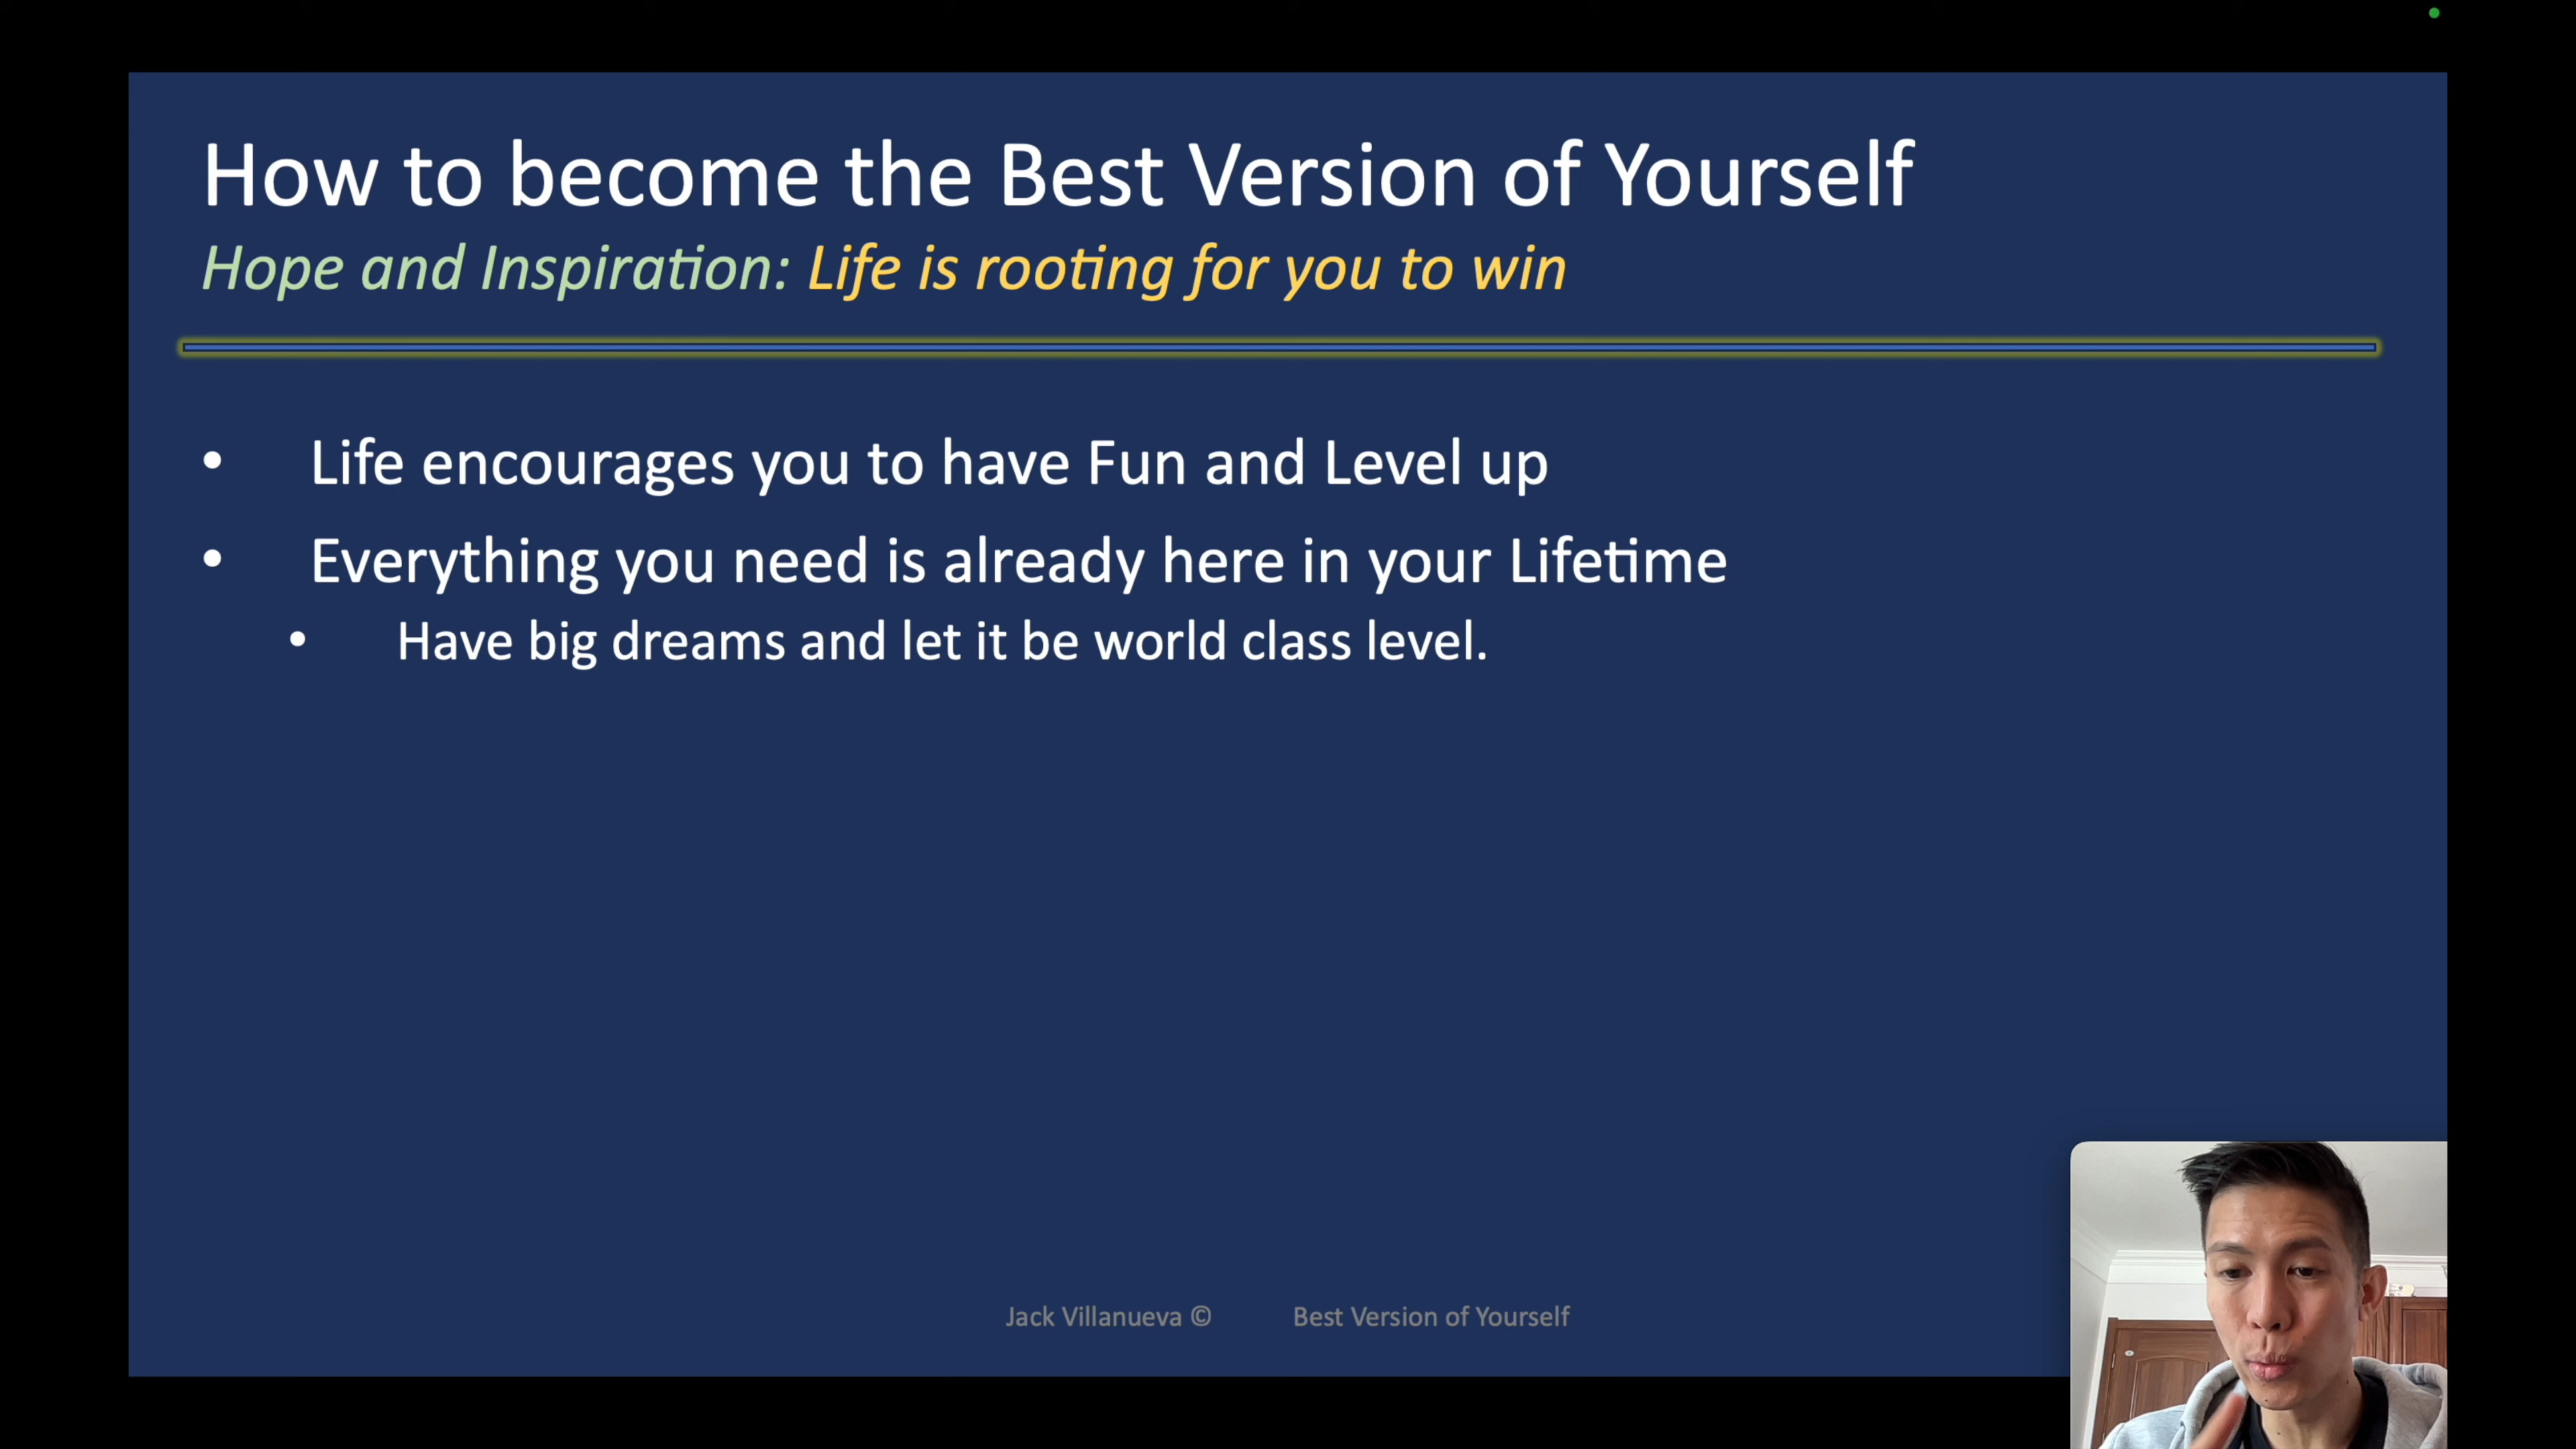 How to become the Best Version of Yourself
Hope and Inspiration: Life is rooting for you to win
• Life encourages you to have Fun and Level up
• Everything you need is already here in your Lifetime
• Have big dreams and let it be world class level.
Jack Villanueva © Best Version of Yourself